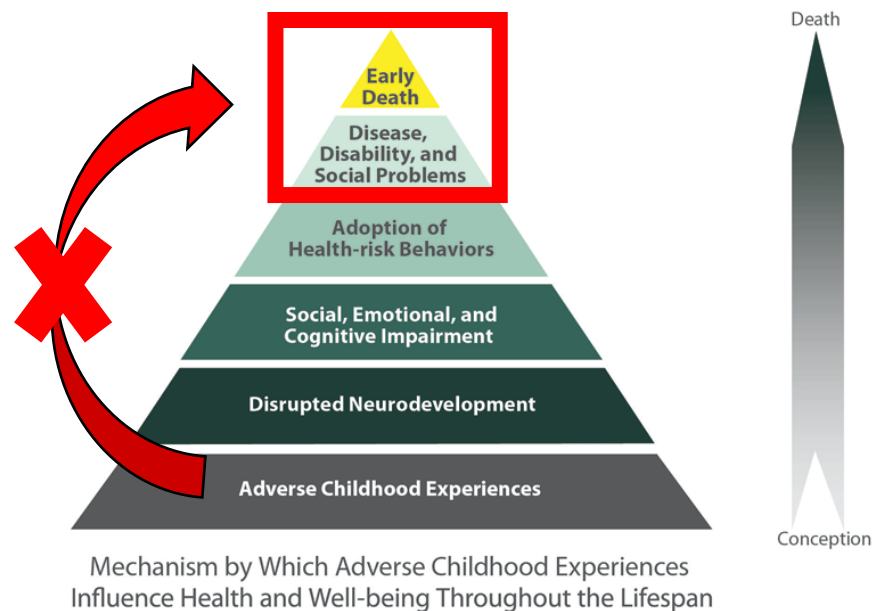 Death
Early
Death
Disease,
Disability, and
Social Problems
Adoption of
Health-risk Behaviors
Social, Emotional, and
Cognitive Impairment
Disrupted Neurodevelopment
Adverse Childhood Experiences
Conception
Mechanism by Which Adverse Childhood Experiences
Influence Health and Well-being Throughout the Lifespan